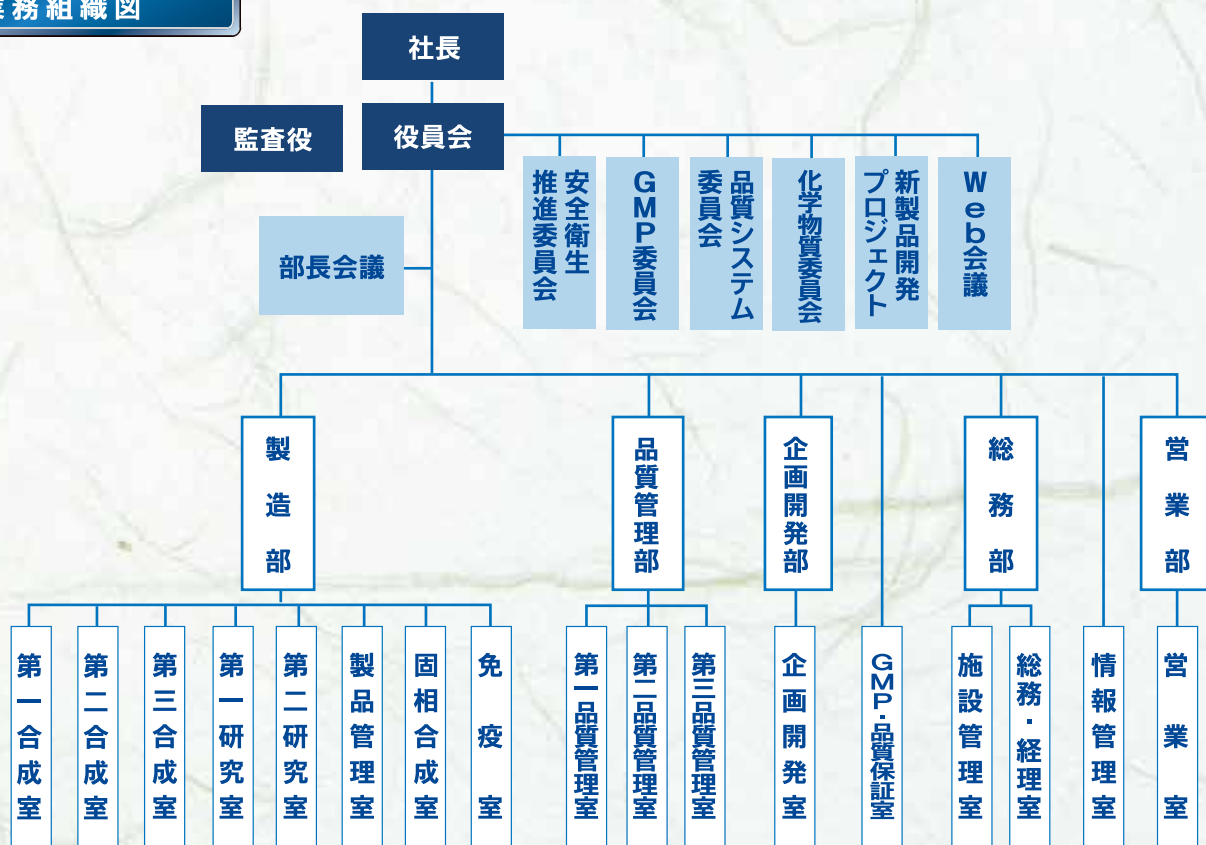 業務組織図
社長
監査役
役員会
安全衛生
推進委員会
GMP委員会
品質システム
委員会
化学物質委員会
新製品開発
プロジェクト
Web会議
部長会議
製造部
品質管理部
企画開発部
総務部
営業部
第一合成室
第二合成室
第三合成室
第一研究室
第二研究室
製品管理室
固相合成室
免疫室
第一品質管理室
第二品質管理室
第三品質管理室
企画開発室
GMP・品質保証室
施設管理室
総務・経理室
情報管理室
営業室